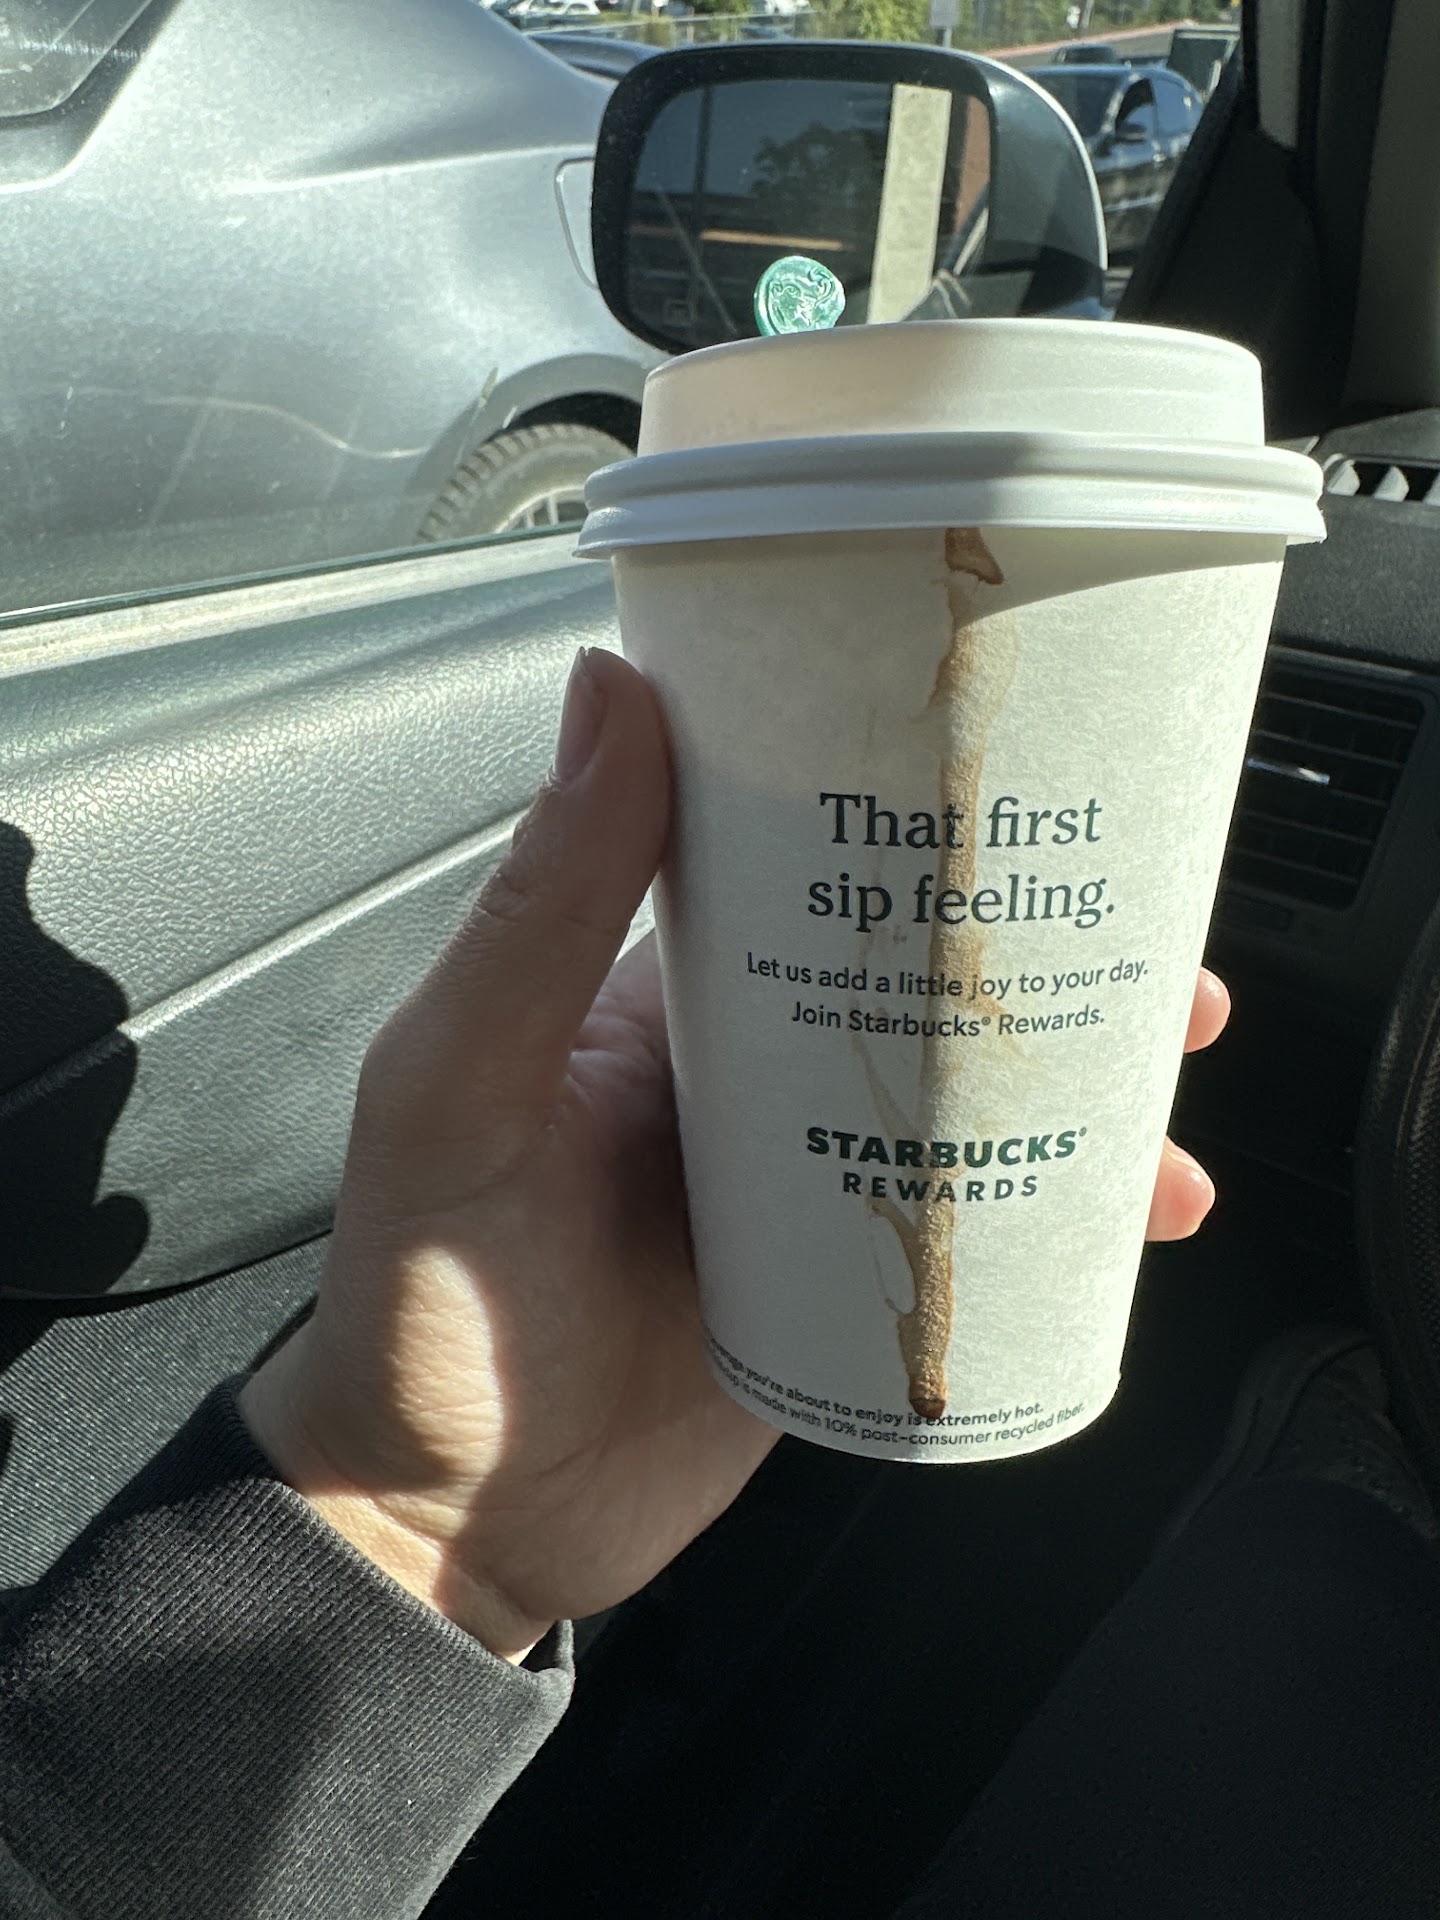 That first
sip feeling.
Let us add a little joy to your day.
Join Starbucks® Rewards.
STARBUCKS®
REWARDS
you're about to enjoy is extremely hot.
is made with 10% post-consumer recycled fiber.